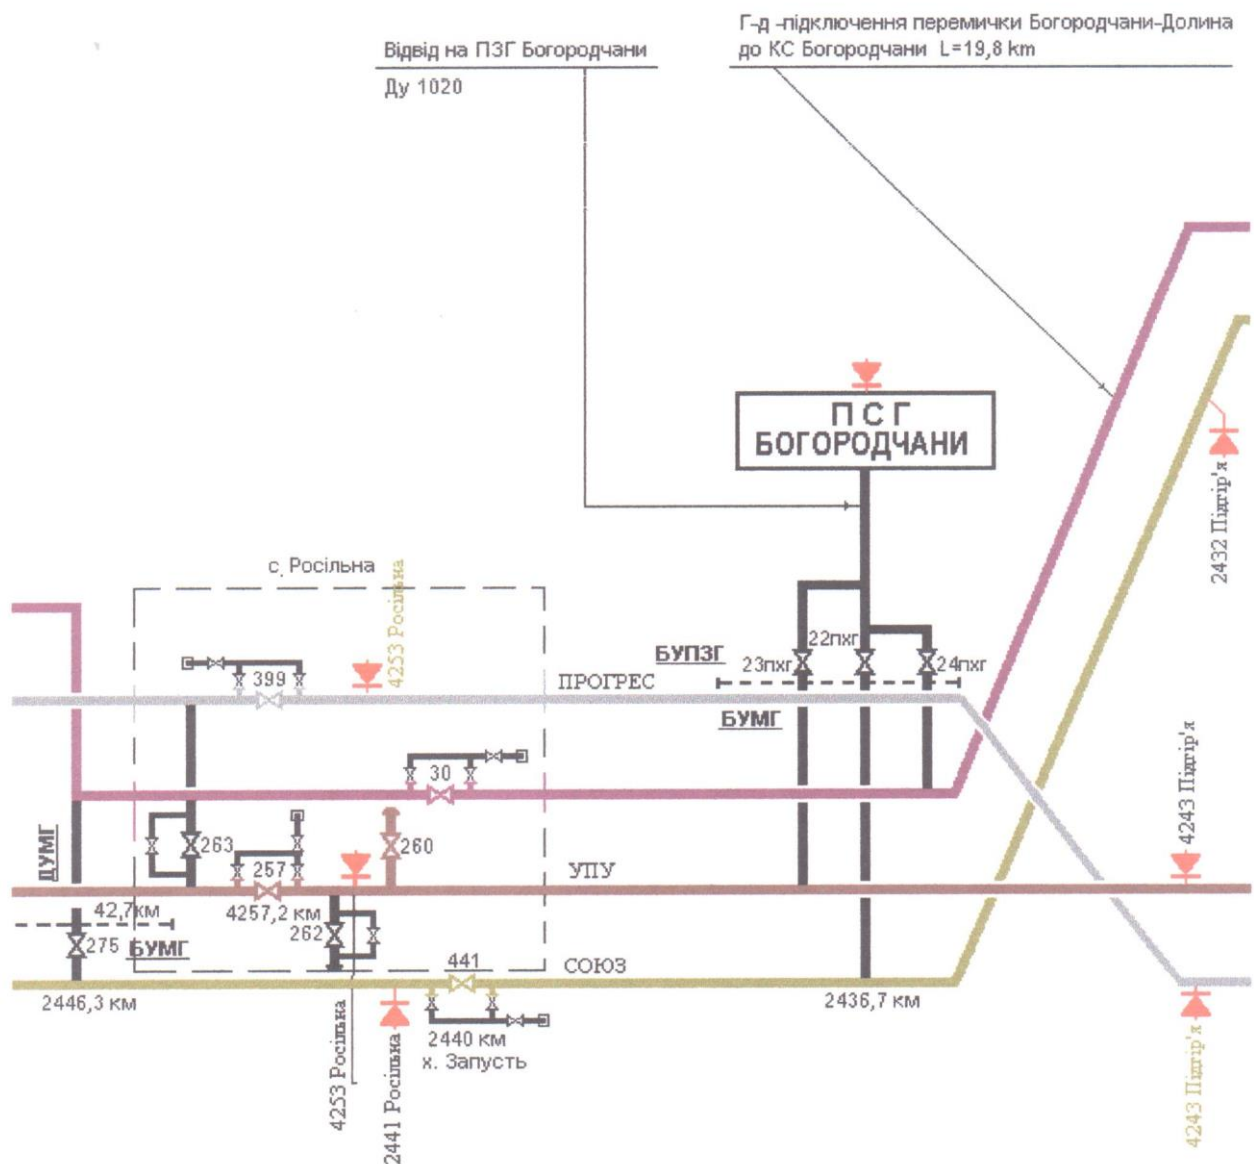 Г-д -підключення перемички Богородчани-Долина
до КС Богородчани L=19,8 km
Відвід на ПЗГ Богородчани
Ду 1020
П С Г
БОГОРОДЧАНИ
2432 Підгір'я
с. Росільна
4253 Росільна
399
ПРОГРЕС
БУПЗГ
БУМГ
23пхг
22пхг
24пхг
30
4243 Підгір'я
ДУМГ
263
257
260
УПУ
42,7км
4257,2 км
262
275
БУМГ
441
СОЮЗ
2446,3 км
2436,7 км
2440 км
х. Запусть
4253 Росільна
2441 Росільна
4243 Підгір'я